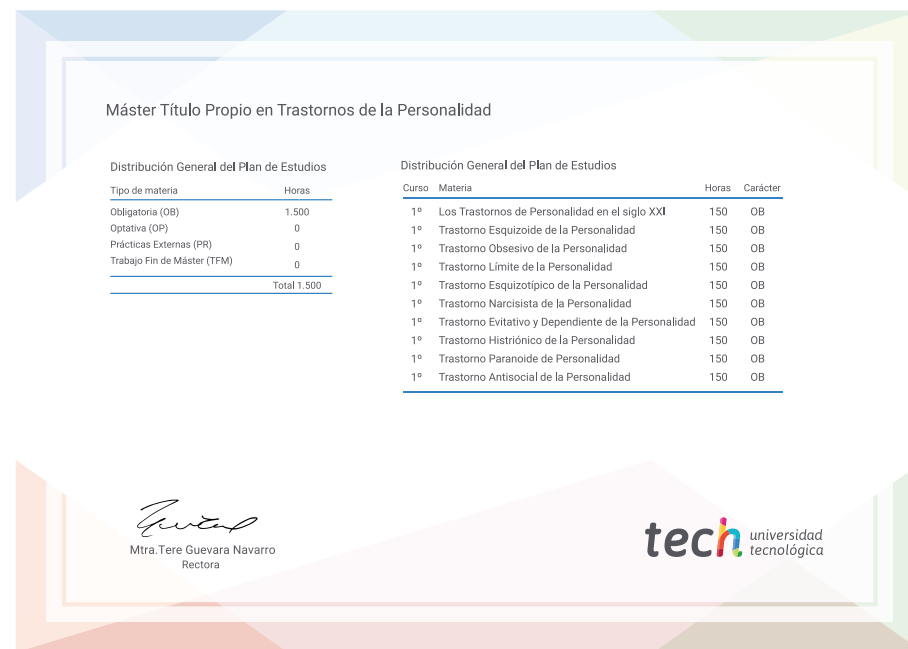 Máster Título Propio en Trastornos de la Personalidad
Distribución General del Plan de Estudios
Tipo de materia Horas
Obligatoria (OB) 1.500
Optativa (OP) 0
Prácticas Externas (PR) 0
Trabajo Fin de Máster (TFM) 0
Total 1.500
Distribución General del Plan de Estudios
Curso Materia Horas Carácter
1º Los Trastornos de Personalidad en el siglo XXI 150 OB
1º Trastorno Esquizoide de la Personalidad 150 OB
1º Trastorno Obsesivo de la Personalidad 150 OB
1º Trastorno Límite de la Personalidad 150 OB
1º Trastorno Esquizotípico de la Personalidad 150 OB
1º Trastorno Narcisista de la Personalidad 150 OB
1º Trastorno Evitativo y Dependiente de la Personalidad 150 OB
1º Trastorno Histriónico de la Personalidad 150 OB
1º Trastorno Paranoide de Personalidad 150 OB
1º Trastorno Antisocial de la Personalidad 150 OB
Mtra.Tere Guevara Navarro
Rectora
tech universidad
tecnológica